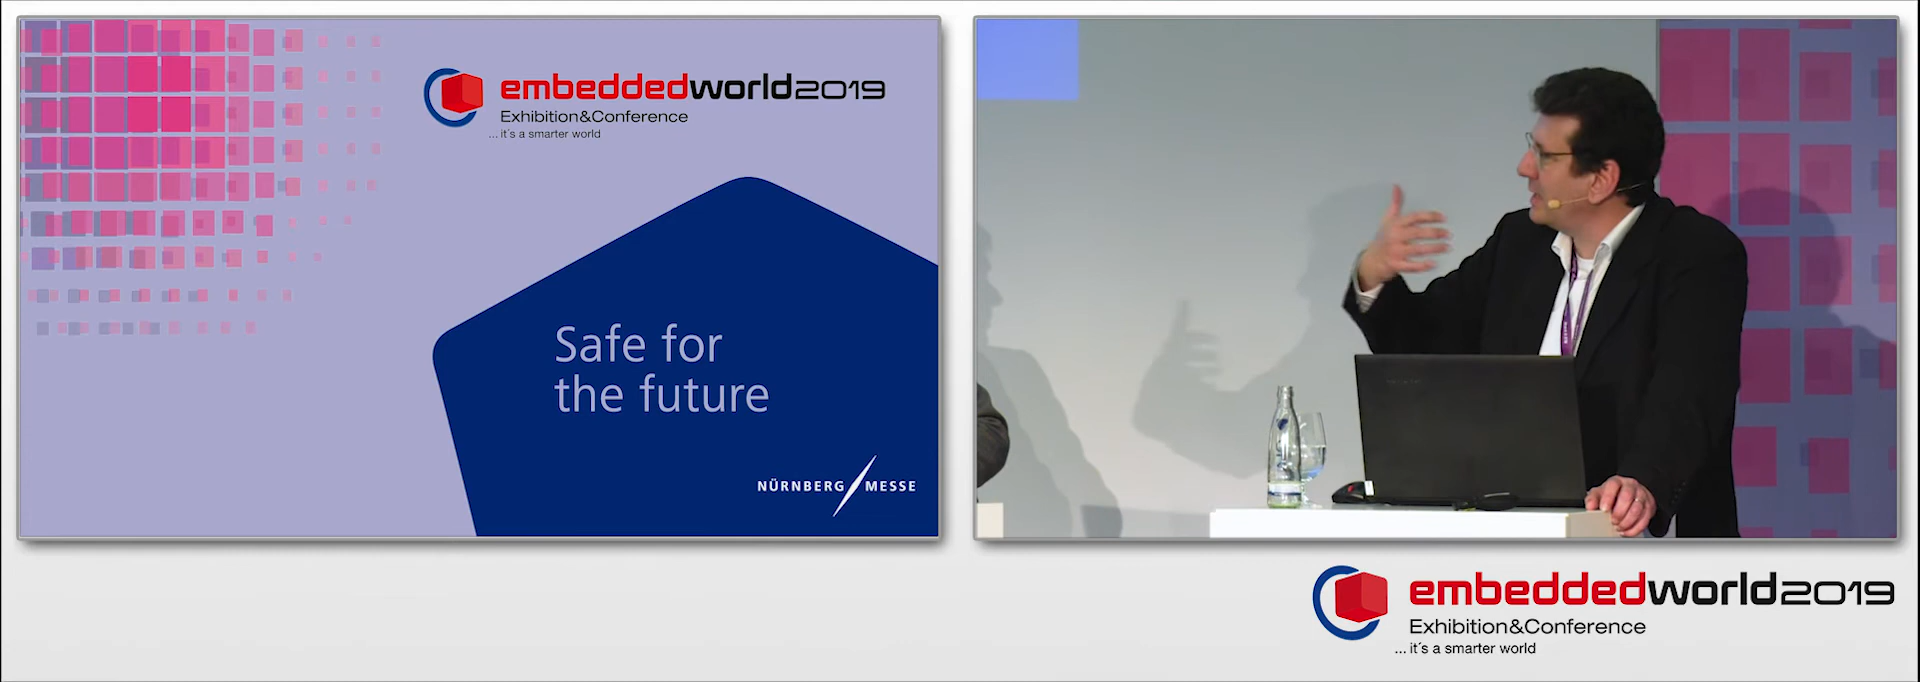 embeddedworld2019
Exhibition&Conference
... it´s a smarter world
Safe for
the future
NÜRNBERG MESSE
embeddedworld2019
Exhibition&Conference
... it´s a smarter world